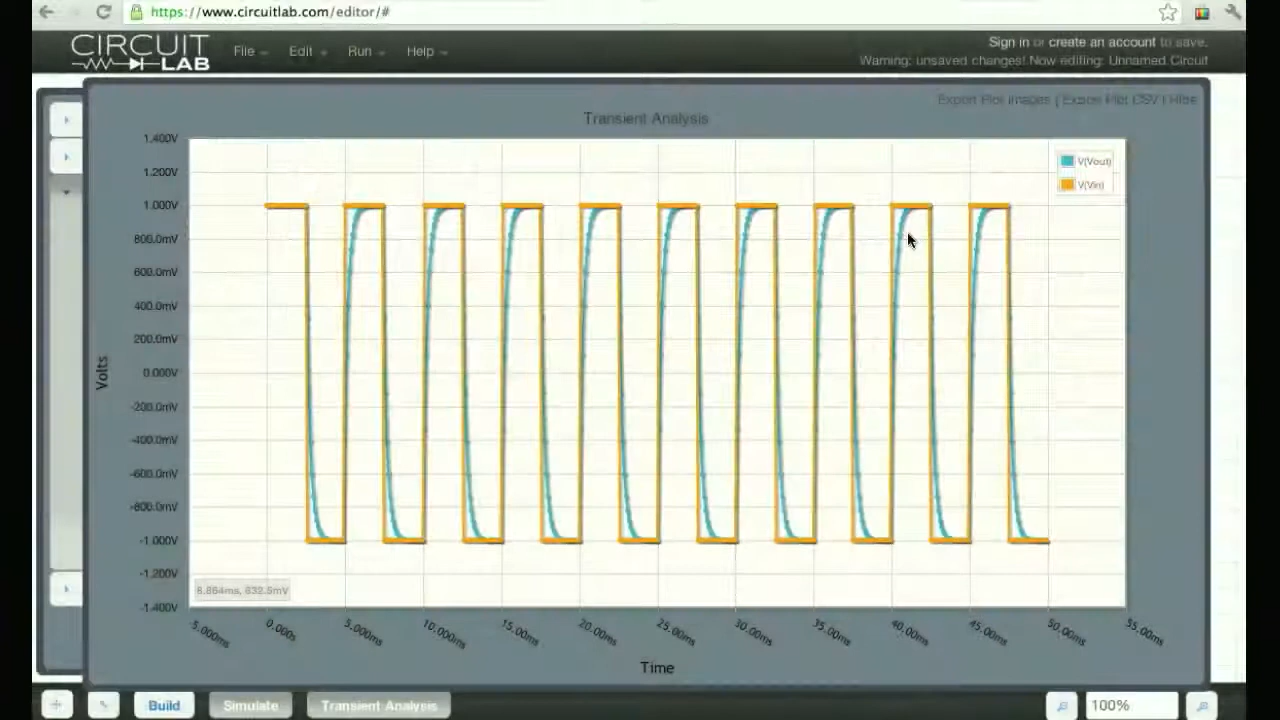 https://www.circuitlab.com/editor/#
CIRCUIT
LAB
File Edit Run Help
Sign in or create an account to save.
Warning: unsaved changes! Now editing: Unnamed Circuit
Export Plot Images | Export Plot CSV | Hide
Transient Analysis
1.400V
1.200V
1.000V
800.0mV
600.0mV
400.0mV
200.0mV
0.000V
-200.0mV
-400.0mV
-600.0mV
-800.0mV
-1.000V
-1.200V
-1.400V
Volts
V(Vout)
V(Vin)
832.5mV
-5.000ms 0.000s 5.000ms 10.000ms 15.00ms 20.00ms 25.00ms 30.00ms 35.00ms 40.00ms 45.00ms 50.00ms 55.00ms
Time
Build Simulate Transient Analysis 100%